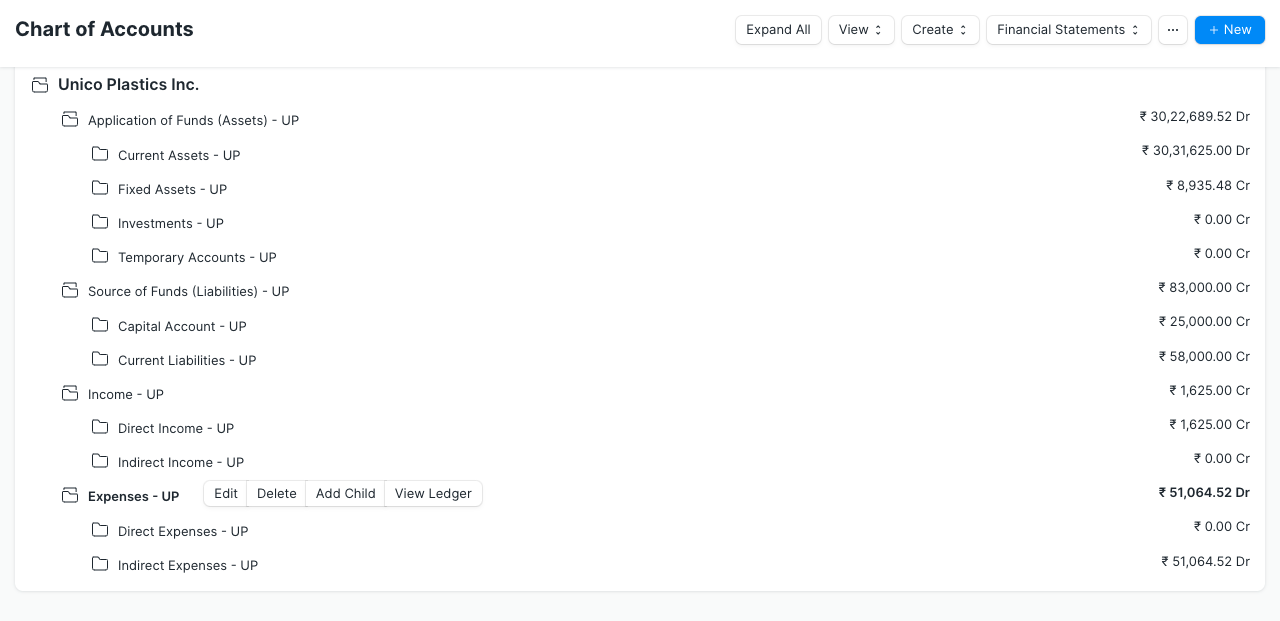 Chart of Accounts
Expand All View Create Financial Statements ... + New
Unico Plastics Inc.
Application of Funds (Assets) - UP ₹ 30,22,689.52 Dr
Current Assets - UP ₹ 30,31,625.00 Dr
Fixed Assets - UP ₹ 8,935.48 Cr
Investments - UP ₹ 0.00 Cr
Temporary Accounts - UP ₹ 0.00 Cr
Source of Funds (Liabilities) - UP ₹ 83,000.00 Cr
Capital Account - UP ₹ 25,000.00 Cr
Current Liabilities - UP ₹ 58,000.00 Cr
Income - UP ₹ 1,625.00 Cr
Direct Income - UP ₹ 1,625.00 Cr
Indirect Income - UP ₹ 0.00 Cr
Expenses - UP Edit Delete Add Child View Ledger ₹ 51,064.52 Dr
Direct Expenses - UP ₹ 0.00 Cr
Indirect Expenses - UP ₹ 51,064.52 Dr